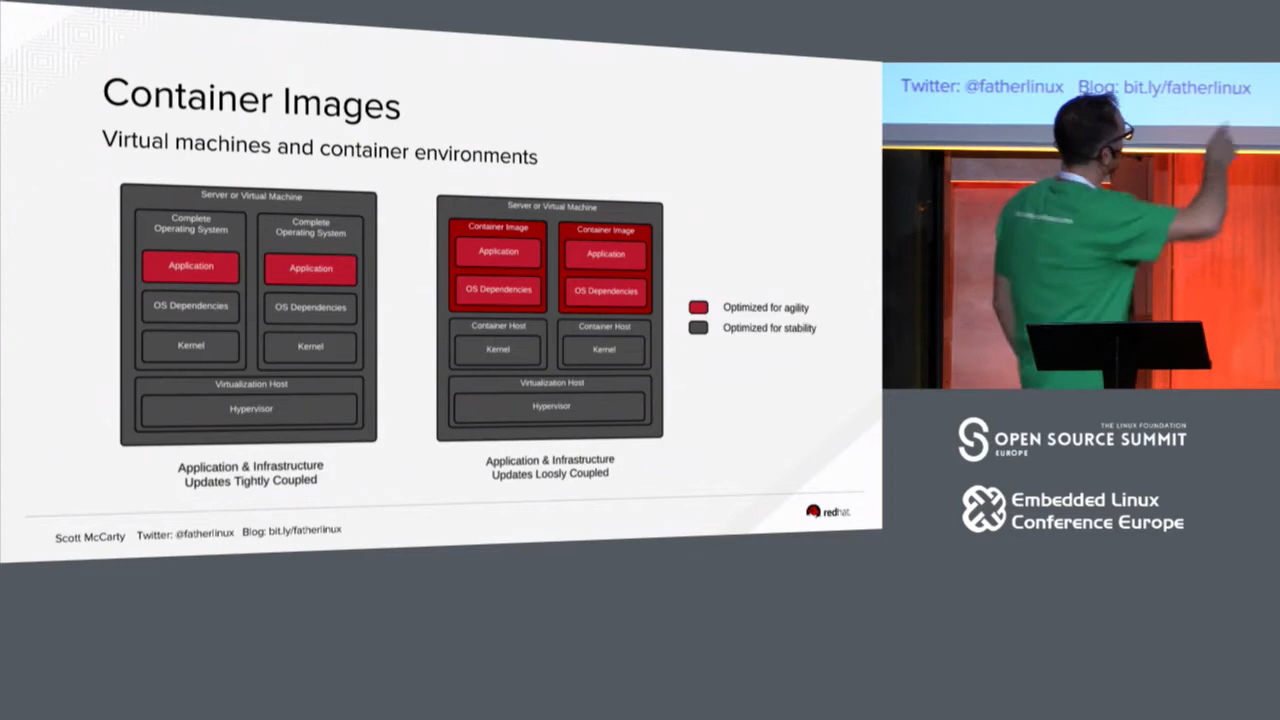 Container Images
Virtual machines and container environments
Server or Virtual Machine
Complete
Operating System
Application
OS Dependencies
Kernel
Complete
Operating System
Application
OS Dependencies
Kernel
Virtualization Host
Hypervisor
Application & Infrastructure
Updates Tightly Coupled
Server or Virtual Machine
Container Image
Application
OS Dependencies
Container Host
Kernel
Container Image
Application
OS Dependencies
Container Host
Kernel
Virtualization Host
Hypervisor
Application & Infrastructure
Updates Loosly Coupled
Optimized for agility
Optimized for stability
Scott McCarty Twitter: @fatherlinux Blog: bit.ly/fatherlinux
redhat.
Twitter: @fatherlinux Blog: bit.ly/fatherlinux
THE LINUX FOUNDATION
OPEN SOURCE SUMMIT
EUROPE
Embedded Linux
Conference Europe